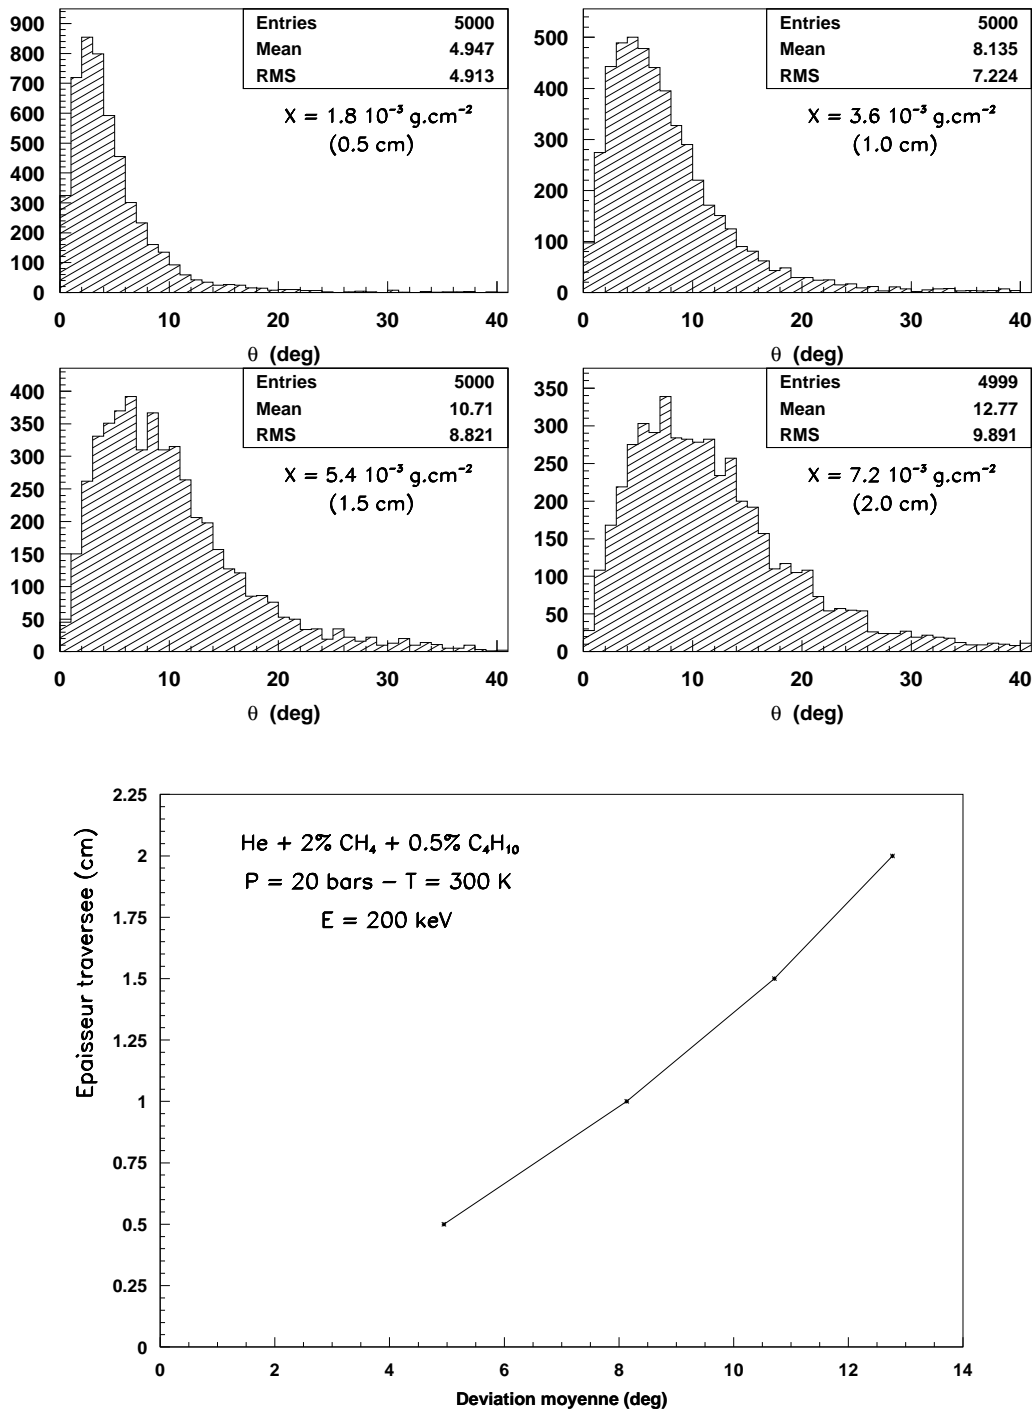 900
800
700
600
500
400
300
200
100
0
0 10 20 30 40
θ (deg)
Entries 5000
Mean 4.947
RMS 4.913
X = 1.8 10⁻³ g.cm⁻²
(0.5 cm)
500
400
300
200
100
0
0 10 20 30 40
θ (deg)
Entries 5000
Mean 8.135
RMS 7.224
X = 3.6 10⁻³ g.cm⁻²
(1.0 cm)
400
350
300
250
200
150
100
50
0
0 10 20 30 40
θ (deg)
Entries 5000
Mean 10.71
RMS 8.821
X = 5.4 10⁻³ g.cm⁻²
(1.5 cm)
350
300
250
200
150
100
50
0
0 10 20 30 40
θ (deg)
Entries 4999
Mean 12.77
RMS 9.891
X = 7.2 10⁻³ g.cm⁻²
(2.0 cm)
Epaisseur traversee (cm)
2.25
2
1.75
1.5
1.25
1
0.75
0.5
0.25
0
He + 2% CH₄ + 0.5% C₄H₁₀
P = 20 bars − T = 300 K
E = 200 keV
0 2 4 6 8 10 12 14
Deviation moyenne (deg)